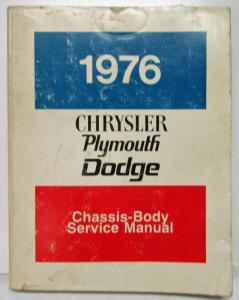 1976
CHRYSLER
Plymouth
Dodge
Chassis-Body
Service Manual